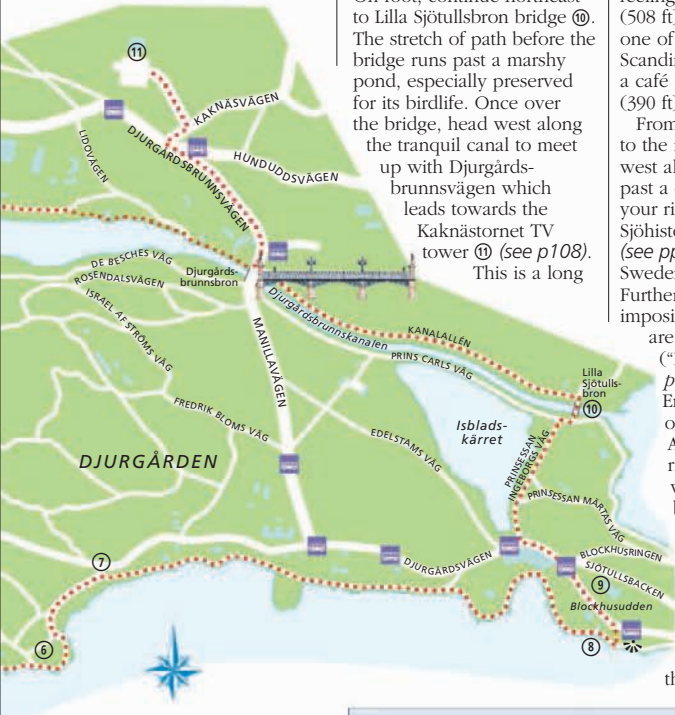 On foot, continue northeast
to Lilla Sjötullsbron bridge ⑩.
The stretch of path before the
bridge runs past a marshy
pond, especially preserved
for its birdlife. Once over
the bridge, head west along
the tranquil canal to meet
up with Djurgårds-
brunnsvägen which
leads towards the
Kaknästornet TV
tower ⑪ (see p108).
This is a long
(508 ft)
one of
Scandin
a café
(390 ft)
From
to the
west al
past a
your ri
Sjöhisto
(see pp
Swede
Further
imposi
are
⑪
KAKNÄSVÄGEN
LIDOVÄGEN
DJURGÅRDSBRUNNSVÄGEN
HUNDUDDSVÄGEN
DE BESCHES VÄG
ROSENDALSVÄGEN
Djurgårds-
brunnsbron
ISRAEL AF STRÖMS VÄG
Djurgårdsbrunnskanalen
KANALALLÉN
PRINS CARLS VÄG
MANILLAVÄGEN
Lilla
Sjötulls-
bron
⑩
FREDRIK BLOMS VÄG
EDELSTAMS VÄG
Isblads-
kärret
PRINSESSAN
INGEBORGS VÄG
DJURGÅRDEN
PRINSESSAN MÄRTAS VÄG
⑦
DJURGÅRDSVÄGEN
BLOCKHUSRINGEN
SJÖTULLSBACKEN
⑨
Blockhusudden
⑥
⑧
th